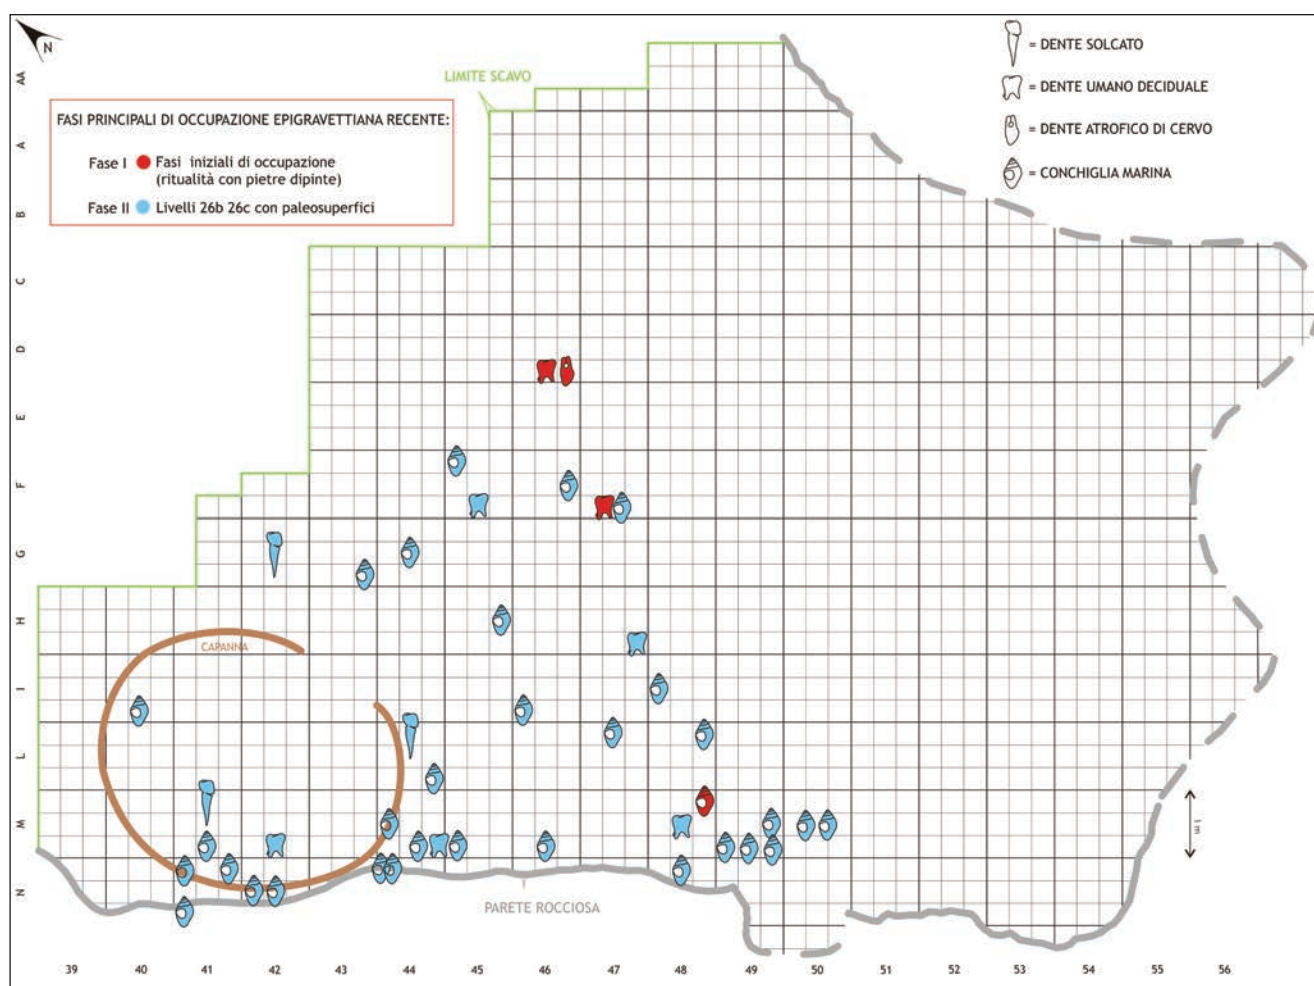 N
LIMITE SCAVO
FASI PRINCIPALI DI OCCUPAZIONE EPIGRAVETTIANA RECENTE:
Fase I Fasi iniziali di occupazione
(ritualità con pietre dipinte)
Fase II Livelli 26b 26c con paleosuperfici
= DENTE SOLCATO
= DENTE UMANO DECIDUALE
= DENTE ATROFICO DI CERVO
= CONCHIGLIA MARINA
AA
A
B
C
D
E
F
G
H
I
L
M
N
CAPANNA
1 m
PARETE ROCCIOSA
39 40 41 42 43 44 45 46 47 48 49 50 51 52 53 54 55 56